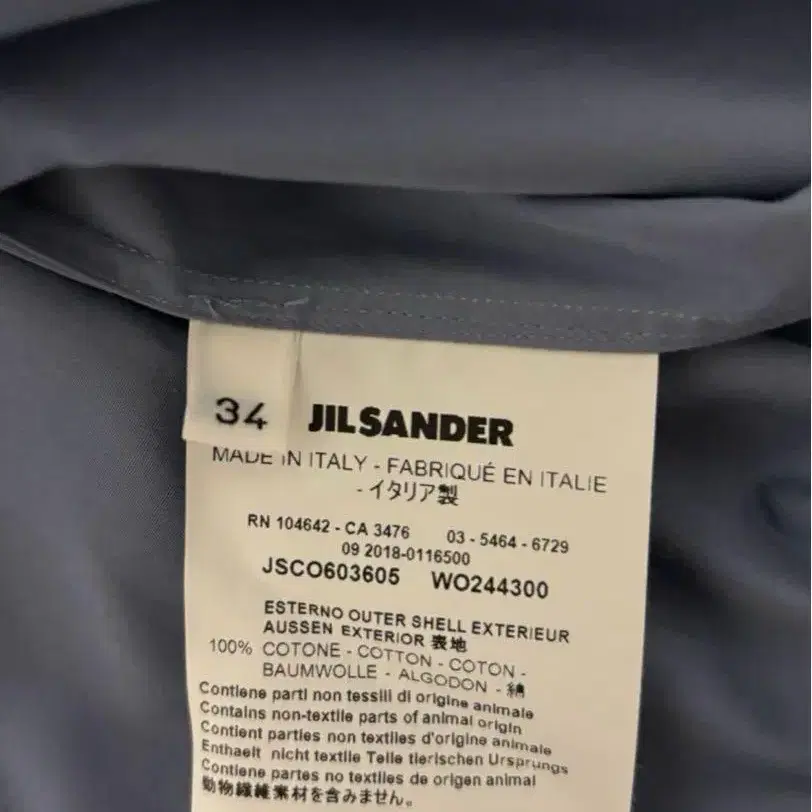 34
JIL SANDER
MADE IN ITALY - FABRIQUÉ EN ITALIE
- イタリア製
RN 104642 - CA 3476 03 - 5464 - 6729
09 2018-0116500
JSCO603605 WO244300
ESTERNO OUTER SHELL EXTERIEUR
AUSSEN EXTERIOR 表地
100% COTONE - COTTON - COTON -
BAUMWOLLE - ALGODON - 綿
Contiene parti non tessili di origine animale
Contains non-textile parts of animal origin
Contient parties non textiles d'origine animale
Enthaelt nicht textile Teile tierischen Ursprungs
Contiene partes no textiles de origen animal
動物繊維素材を含みません。